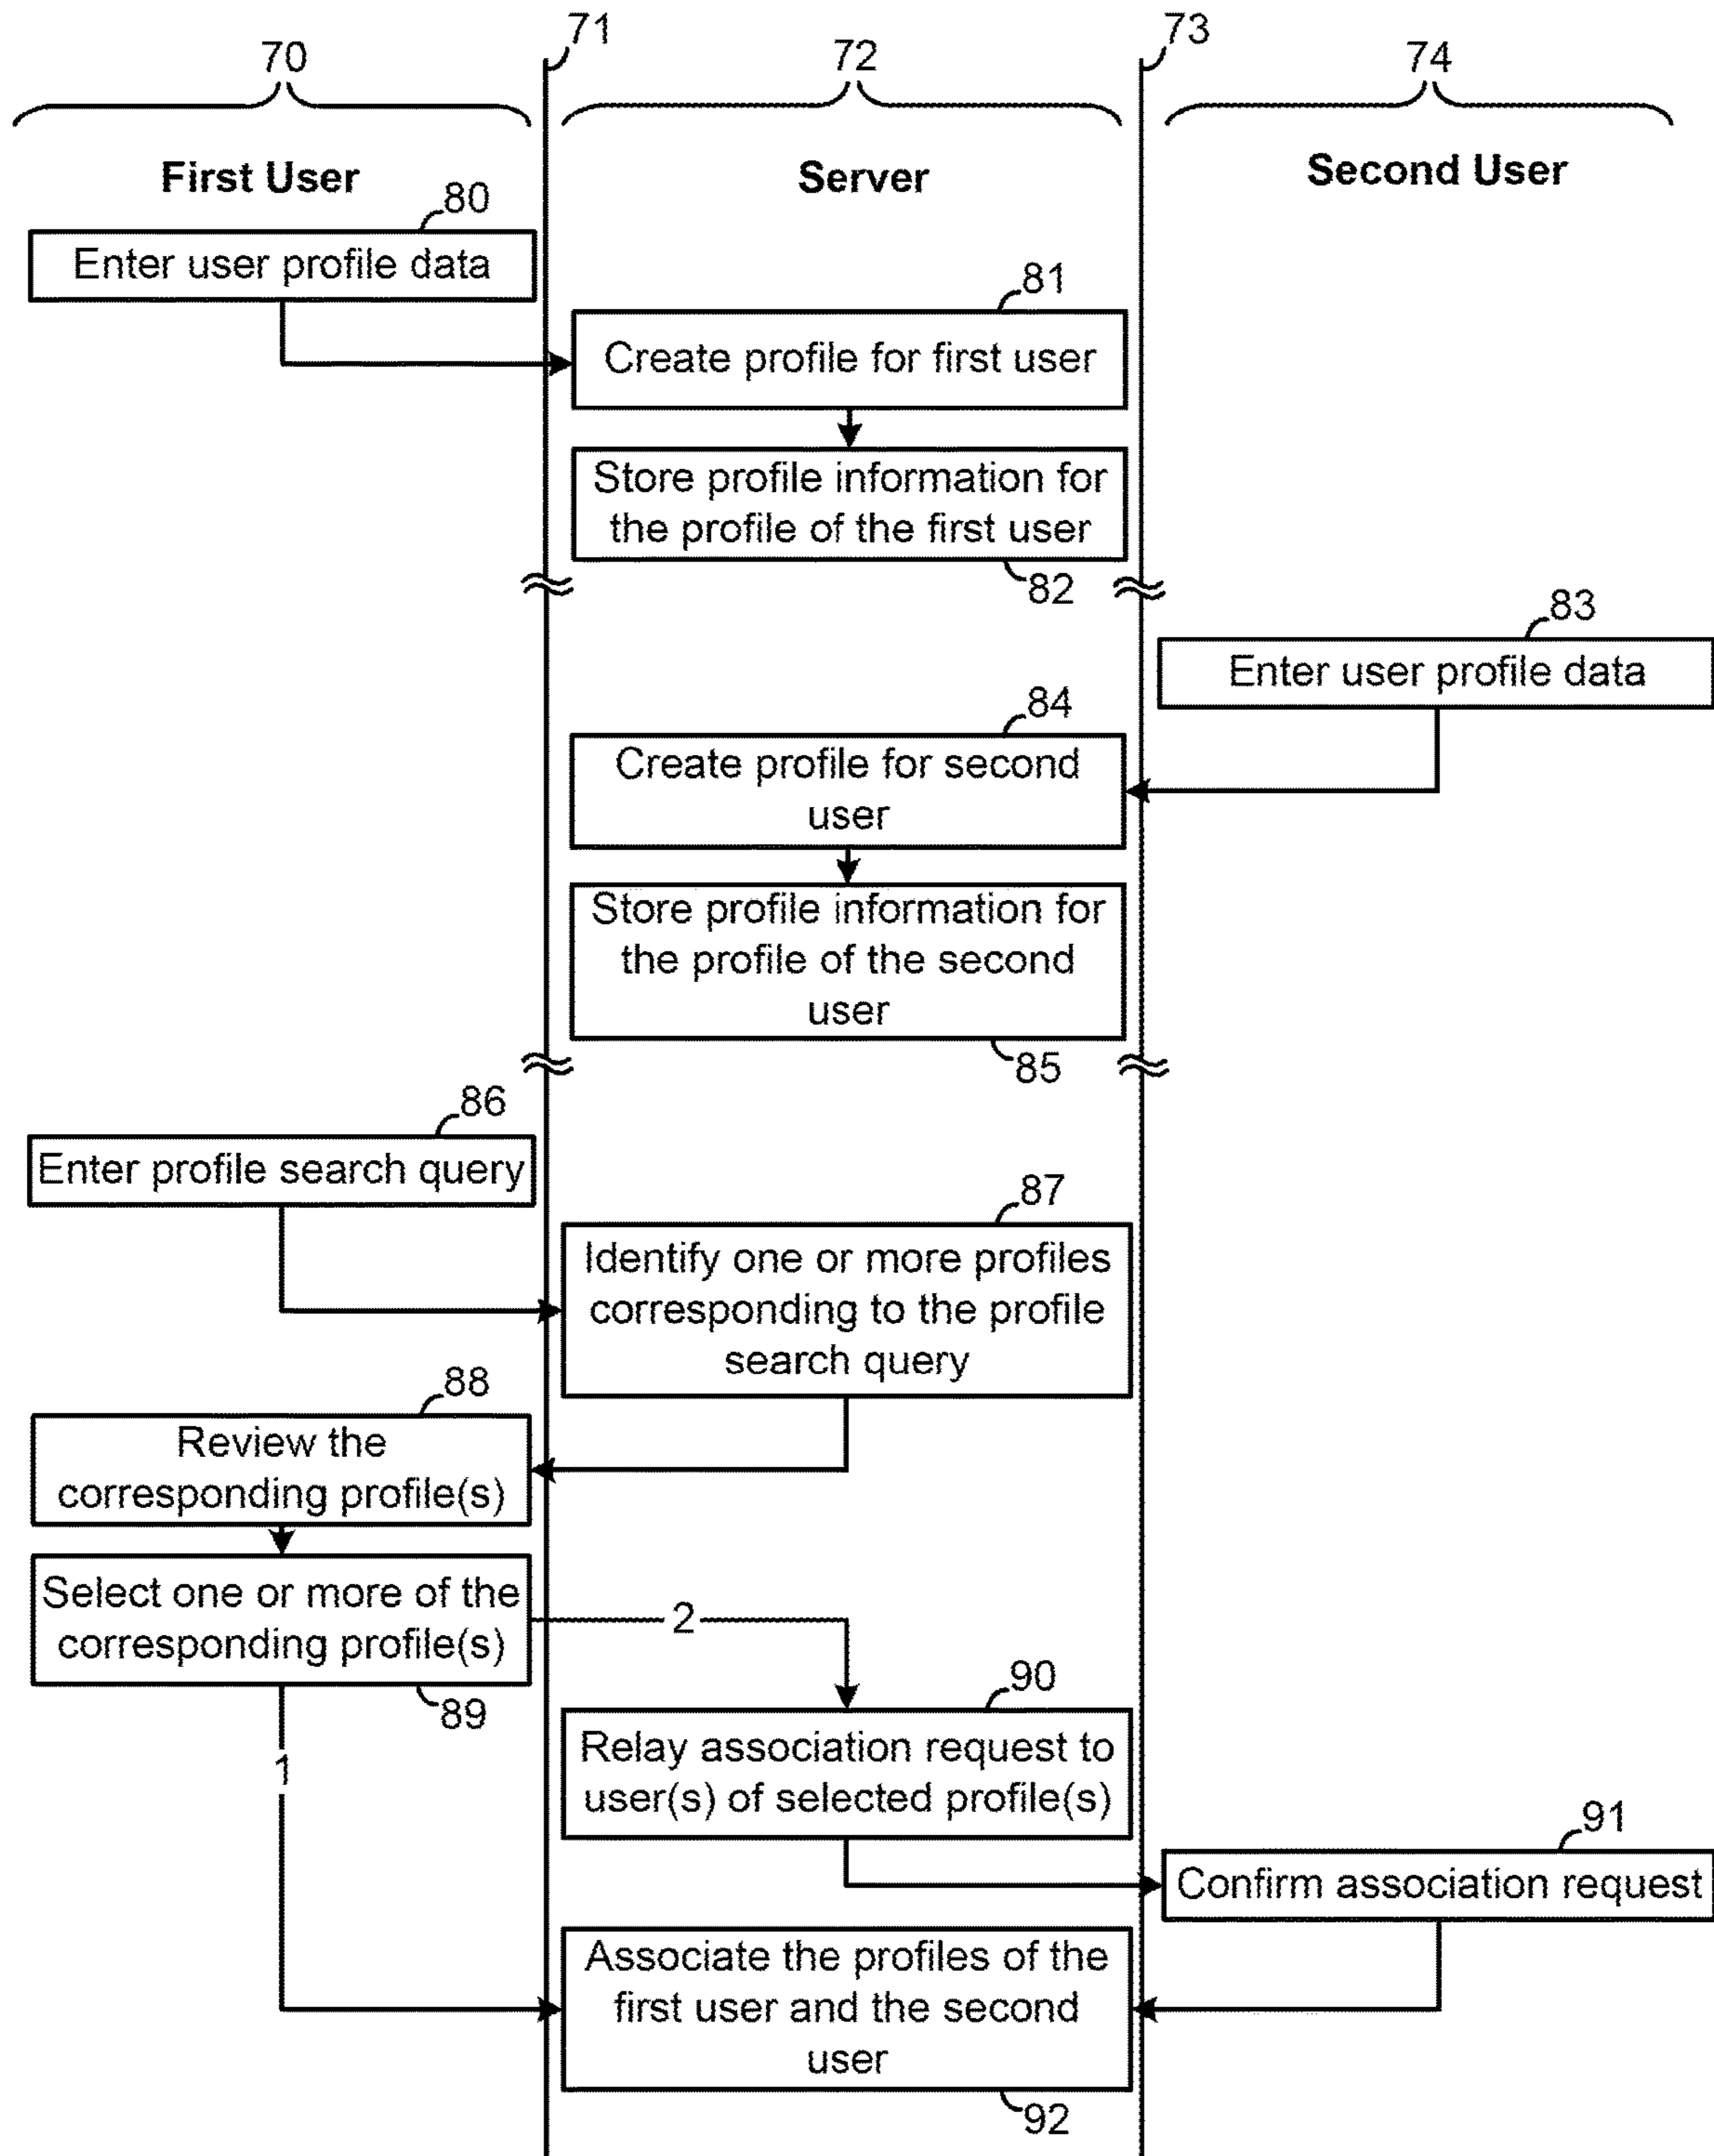 71
73
70
72
74
First User
Server
Second User
80
Enter user profile data
81
Create profile for first user
Store profile information for
the profile of the first user
82
83
Enter user profile data
84
Create profile for second
user
Store profile information for
the profile of the second
user
85
86
Enter profile search query
87
Identify one or more profiles
corresponding to the profile
search query
88
Review the
corresponding profile(s)
Select one or more of the
corresponding profile(s)
89
2
1
90
Relay association request to
user(s) of selected profile(s)
91
Confirm association request
Associate the profiles of the
first user and the second
user
92